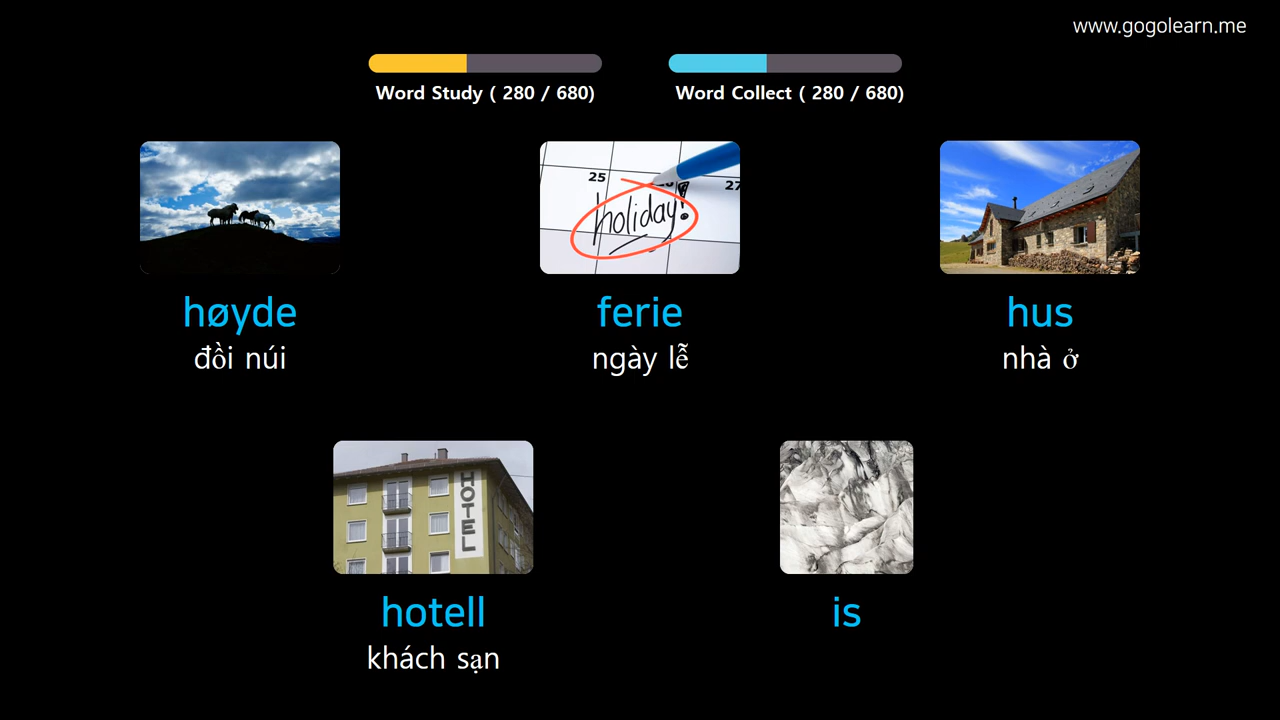 www.gogolearn.me
Word Study ( 280 / 680)
Word Collect ( 280 / 680)
25
27
holiday!
høyde
đồi núi
ferie
ngày lễ
hus
nhà ở
HOTEL
hotell
khách sạn
is